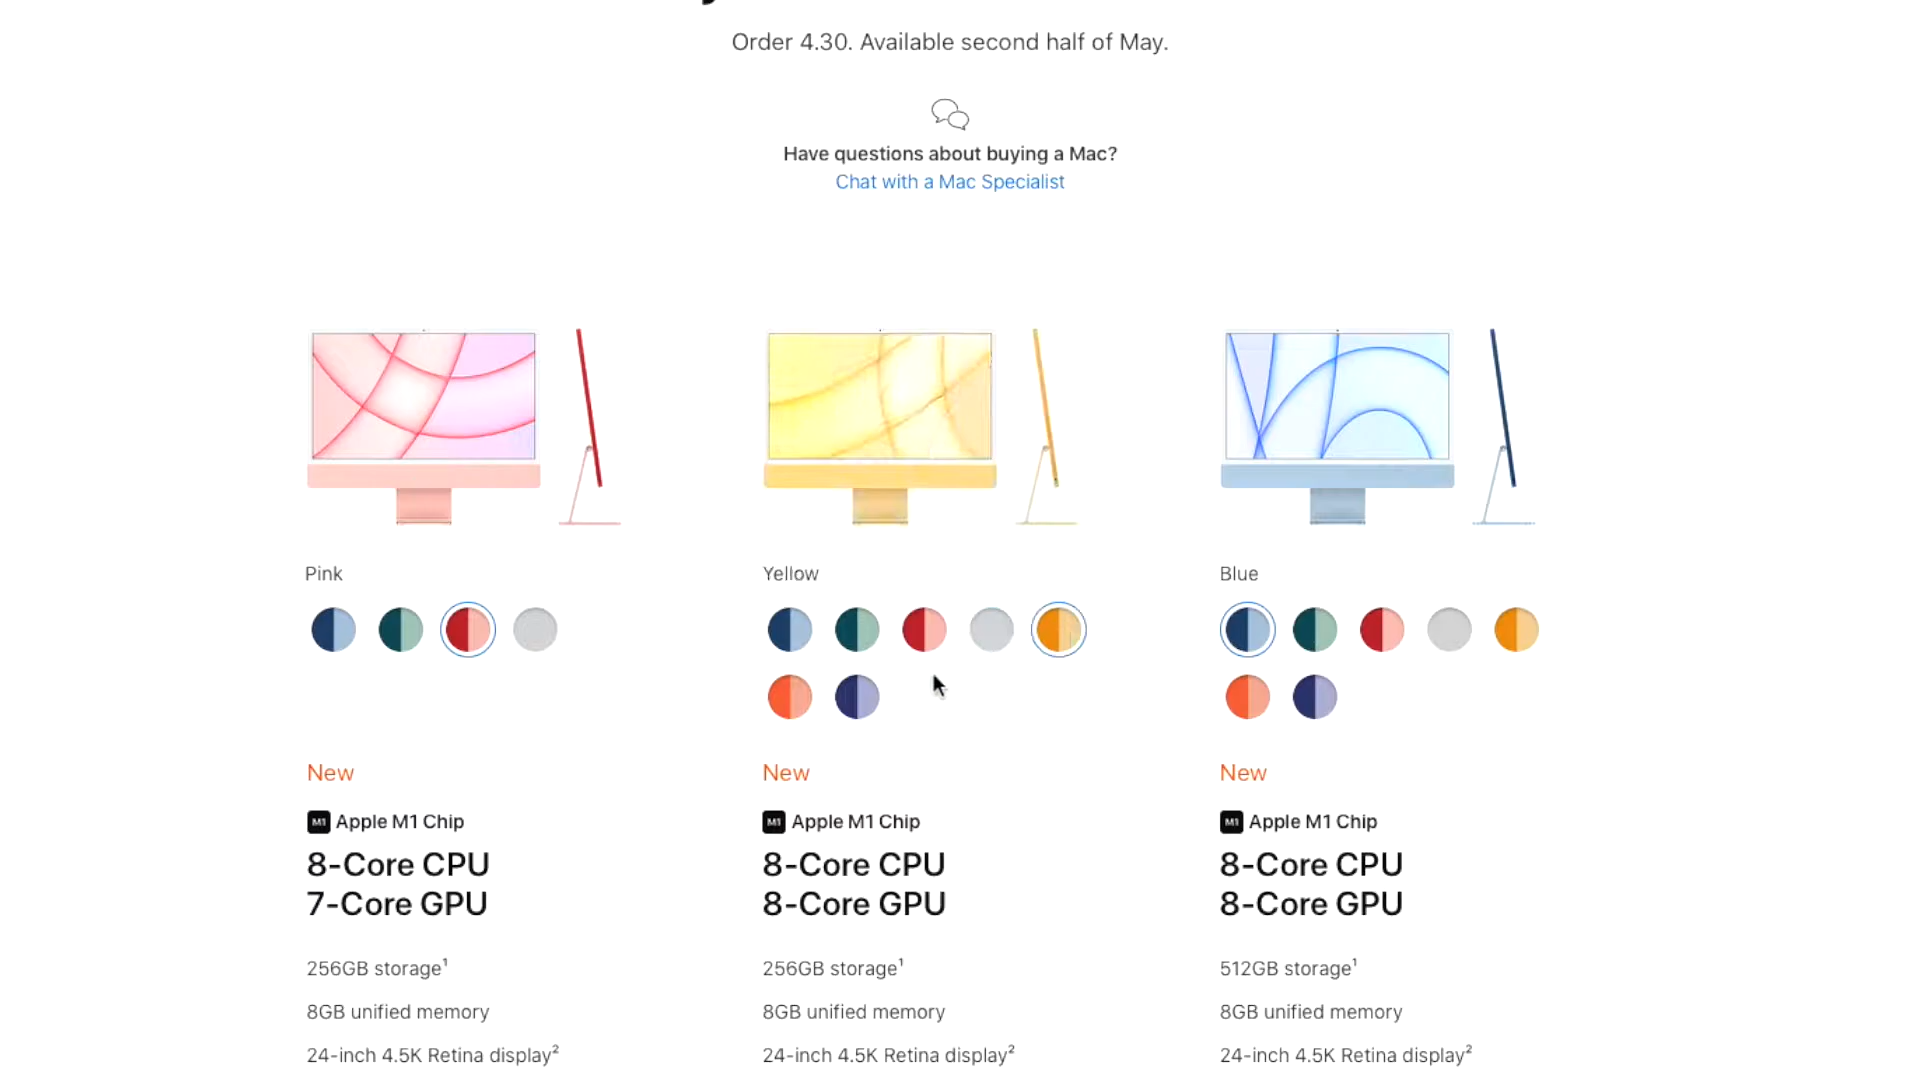 Order 4.30. Available second half of May.
Have questions about buying a Mac?
Chat with a Mac Specialist
Pink
New
M1 Apple M1 Chip
8-Core CPU
7-Core GPU
256GB storage¹
8GB unified memory
24-inch 4.5K Retina display²
Yellow
New
M1 Apple M1 Chip
8-Core CPU
8-Core GPU
256GB storage¹
8GB unified memory
24-inch 4.5K Retina display²
Blue
New
M1 Apple M1 Chip
8-Core CPU
8-Core GPU
512GB storage¹
8GB unified memory
24-inch 4.5K Retina display²